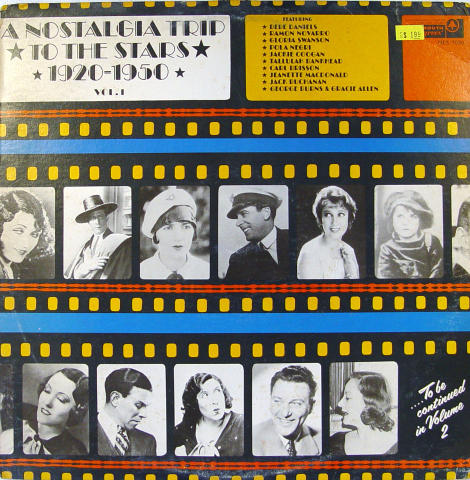 A NOSTALGIA TRIP
★ TO THE STARS ★
★ 1920-1950 ★
VOL. I
FEATURING
★ BEBE DANIELS
★ RAMON NOVARRO
★ GLORIA SWANSON
★ POLA NEGRI
★ JACKIE COOGAN
★ TALLULAH BANKHEAD
★ CARL BRISSON
★ JEANETTE MACDONALD
★ JACK BUCHANAN
★ GEORGE BURNS & GRACIE ALLEN
....To be
continued
in Volume
2